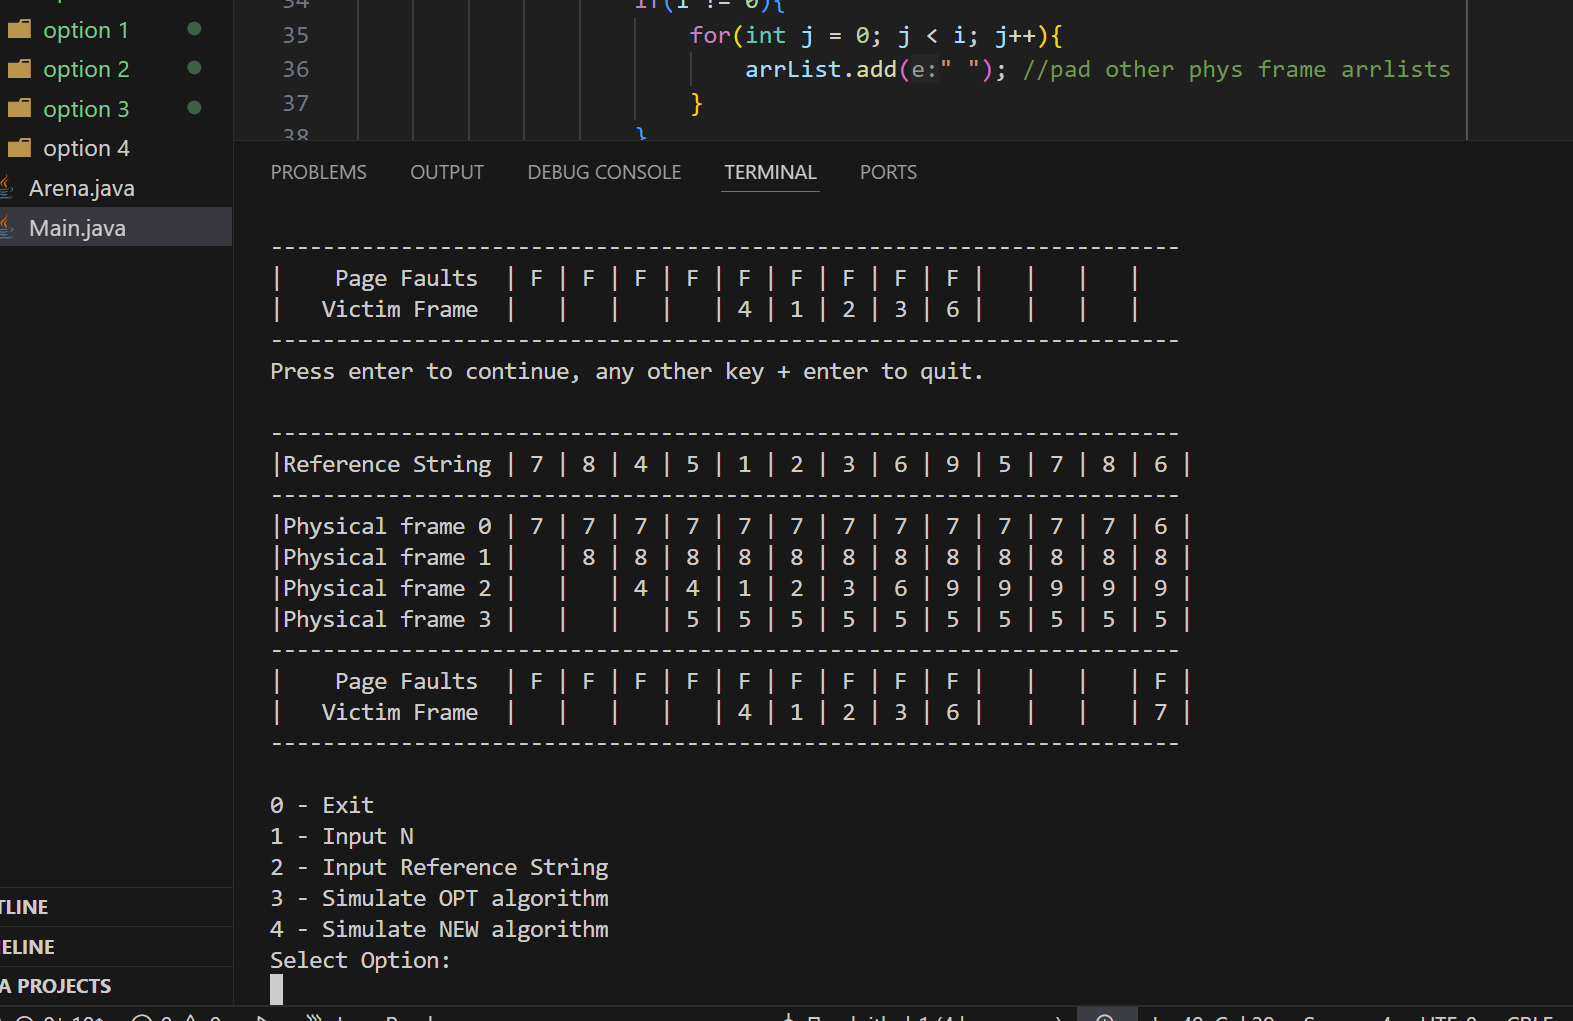 option 1
option 2
option 3
option 4
Arena.java
Main.java
TLINE
ELINE
A PROJECTS
34
35 for(int j = 0; j < i; j++){
36 arrList.add(e:" "); //pad other phys frame arrlists
37 }
38 }
PROBLEMS OUTPUT DEBUG CONSOLE TERMINAL PORTS
----------------------------------------------------------------------
|    Page Faults  | F | F | F | F | F | F | F | F | F |   |   |   |
|   Victim Frame  |   |   |   |   | 4 | 1 | 2 | 3 | 6 |   |   |   |
----------------------------------------------------------------------
Press enter to continue, any other key + enter to quit.
----------------------------------------------------------------------
|Reference String | 7 | 8 | 4 | 5 | 1 | 2 | 3 | 6 | 9 | 5 | 7 | 8 | 6 |
----------------------------------------------------------------------
|Physical frame 0 | 7 | 7 | 7 | 7 | 7 | 7 | 7 | 7 | 7 | 7 | 7 | 7 | 6 |
|Physical frame 1 |   | 8 | 8 | 8 | 8 | 8 | 8 | 8 | 8 | 8 | 8 | 8 | 8 |
|Physical frame 2 |   |   | 4 | 4 | 1 | 2 | 3 | 6 | 9 | 9 | 9 | 9 | 9 |
|Physical frame 3 |   |   |   | 5 | 5 | 5 | 5 | 5 | 5 | 5 | 5 | 5 | 5 |
----------------------------------------------------------------------
|    Page Faults  | F | F | F | F | F | F | F | F | F |   |   |   | F |
|   Victim Frame  |   |   |   |   | 4 | 1 | 2 | 3 | 6 |   |   |   | 7 |
----------------------------------------------------------------------
0 - Exit
1 - Input N
2 - Input Reference String
3 - Simulate OPT algorithm
4 - Simulate NEW algorithm
Select Option: